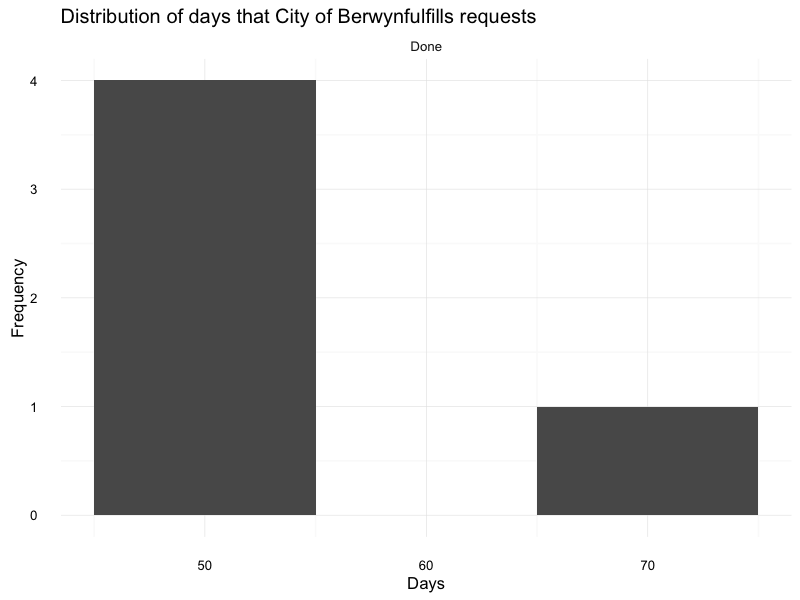 Distribution of days that City of Berwynfulfills requests
Done
4
3
2
1
0
Frequency
50 60 70
Days